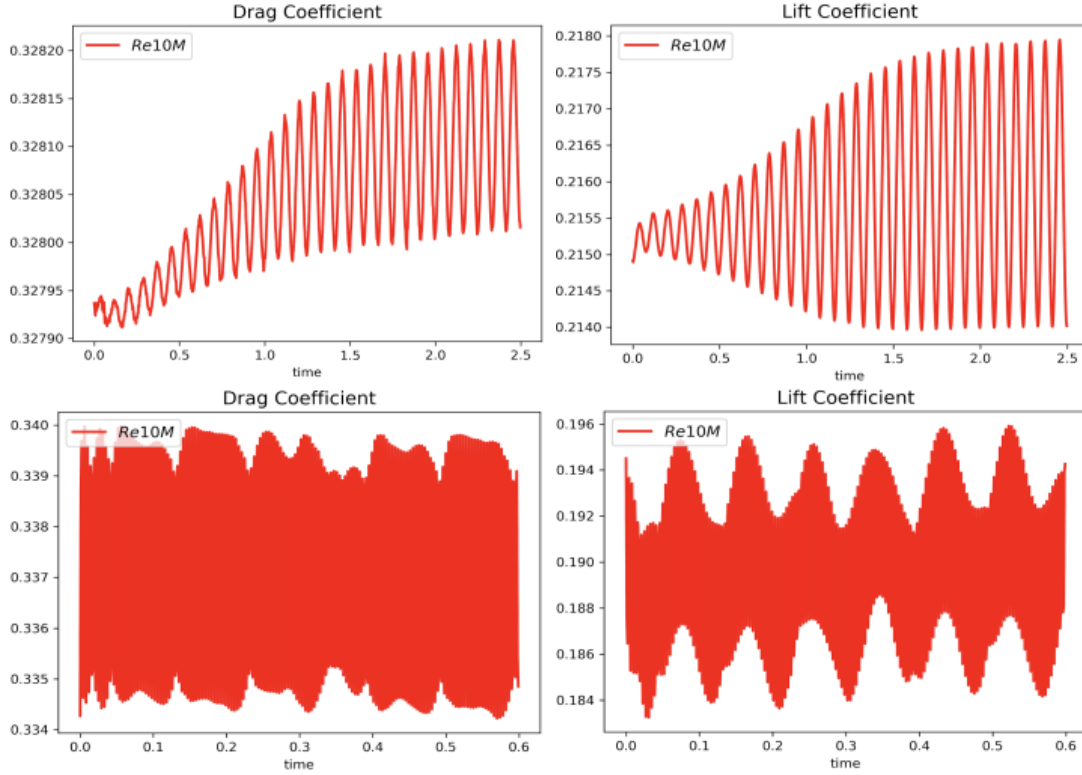 Drag Coefficient
Re10M
0.32820
0.32815
0.32810
0.32805
0.32800
0.32795
0.32790
0.0 0.5 1.0 1.5 2.0 2.5
time
Lift Coefficient
Re10M
0.2180
0.2175
0.2170
0.2165
0.2160
0.2155
0.2150
0.2145
0.2140
0.0 0.5 1.0 1.5 2.0 2.5
time
Drag Coefficient
Re10M
0.340
0.339
0.338
0.337
0.336
0.335
0.334
0.0 0.1 0.2 0.3 0.4 0.5 0.6
time
Lift Coefficient
Re10M
0.196
0.194
0.192
0.190
0.188
0.186
0.184
0.0 0.1 0.2 0.3 0.4 0.5 0.6
time